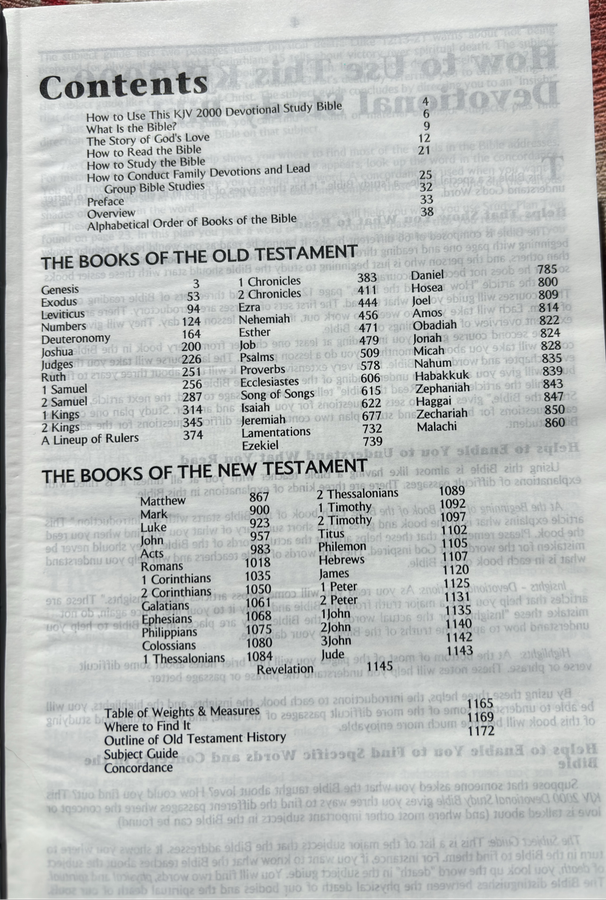 Contents
How to Use This KJV 2000 Devotional Study Bible 4
What Is the Bible? 6
The Story of God's Love 9
How to Read the Bible 12
How to Study the Bible 21
How to Conduct Family Devotions and Lead
Group Bible Studies 25
Preface 32
Overview 33
Alphabetical Order of Books of the Bible 38
THE BOOKS OF THE OLD TESTAMENT
Genesis 3
Exodus 53
Leviticus 94
Numbers 124
Deuteronomy 164
Joshua 200
Judges 226
Ruth 251
1 Samuel 256
2 Samuel 287
1 Kings 314
2 Kings 345
A Lineup of Rulers 374
1 Chronicles 383
2 Chronicles 411
Ezra 444
Nehemiah 456
Esther 471
Job 479
Psalms 509
Proverbs 578
Ecclesiastes 606
Song of Songs 615
Isaiah 622
Jeremiah 677
Lamentations 732
Ezekiel 739
Daniel 785
Hosea 800
Joel 809
Amos 814
Obadiah 822
Jonah 824
Micah 828
Nahum 835
Habakkuk 839
Zephaniah 843
Haggai 847
Zechariah 850
Malachi 860
THE BOOKS OF THE NEW TESTAMENT
Matthew 867
Mark 900
Luke 923
John 957
Acts 983
Romans 1018
1 Corinthians 1035
2 Corinthians 1050
Galatians 1061
Ephesians 1068
Philippians 1075
Colossians 1080
1 Thessalonians 1084
2 Thessalonians 1089
1 Timothy 1092
2 Timothy 1097
Titus 1102
Philemon 1105
Hebrews 1107
James 1120
1 Peter 1125
2 Peter 1131
1John 1135
2John 1140
3John 1142
Jude 1143
Revelation 1145
Table of Weights & Measures 1165
Where to Find It 1169
Outline of Old Testament History 1172
Subject Guide
Concordance